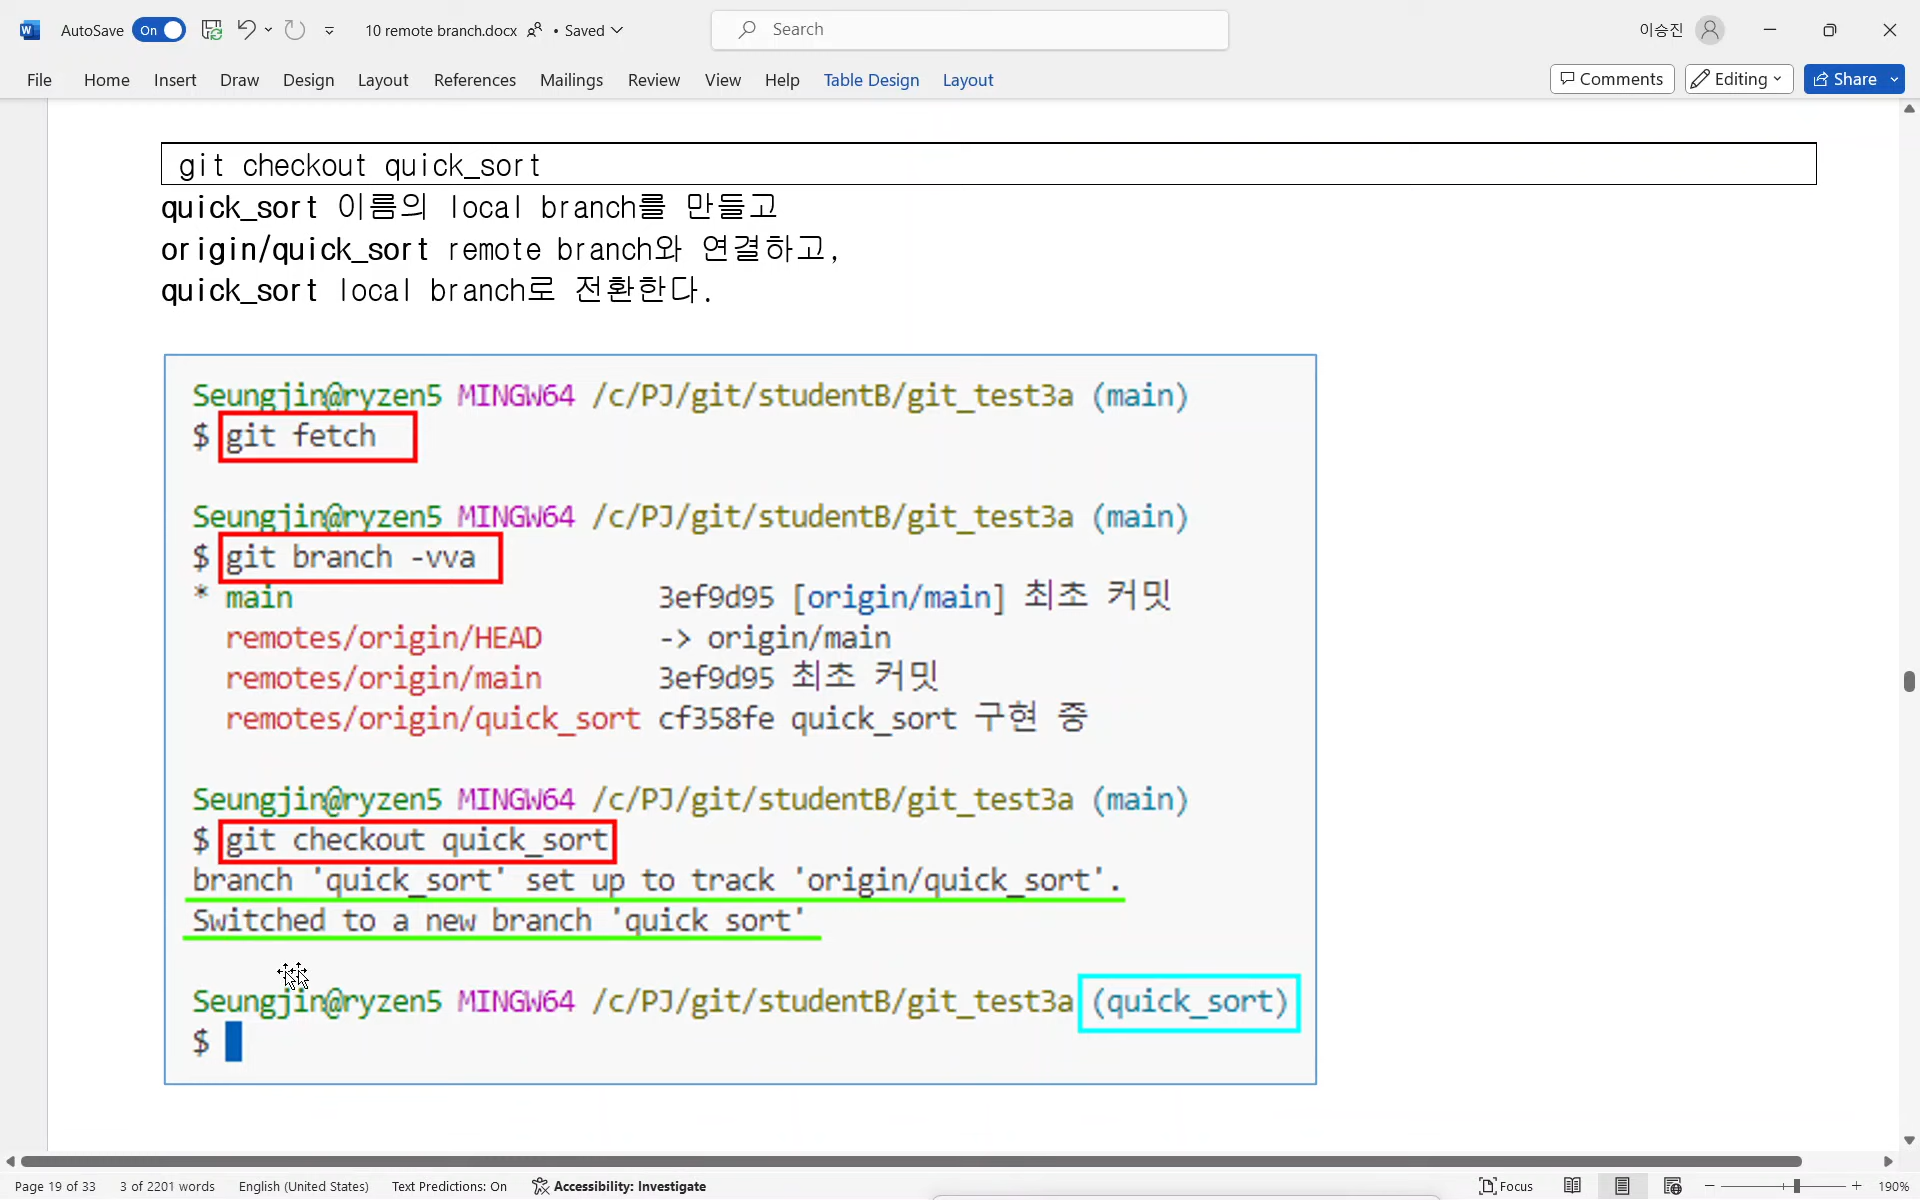 AutoSave On 10 remote branch.docx • Saved Search 이승진
File Home Insert Draw Design Layout References Mailings Review View Help Table Design Layout Comments Editing Share
git checkout quick_sort
quick_sort 이름의 local branch를 만들고
origin/quick_sort remote branch와 연결하고,
quick_sort local branch로 전환한다.
Seungjin@ryzen5 MINGW64 /c/PJ/git/studentB/git_test3a (main)
$ git fetch
Seungjin@ryzen5 MINGW64 /c/PJ/git/studentB/git_test3a (main)
$ git branch -vva
* main 3ef9d95 [origin/main] 최초 커밋
remotes/origin/HEAD -> origin/main
remotes/origin/main 3ef9d95 최초 커밋
remotes/origin/quick_sort cf358fe quick_sort 구현 중
Seungjin@ryzen5 MINGW64 /c/PJ/git/studentB/git_test3a (main)
$ git checkout quick_sort
branch 'quick_sort' set up to track 'origin/quick_sort'.
Switched to a new branch 'quick_sort'
Seungjin@ryzen5 MINGW64 /c/PJ/git/studentB/git_test3a (quick_sort)
$
Page 19 of 33 3 of 2201 words English (United States) Text Predictions: On Accessibility: Investigate Focus 190%